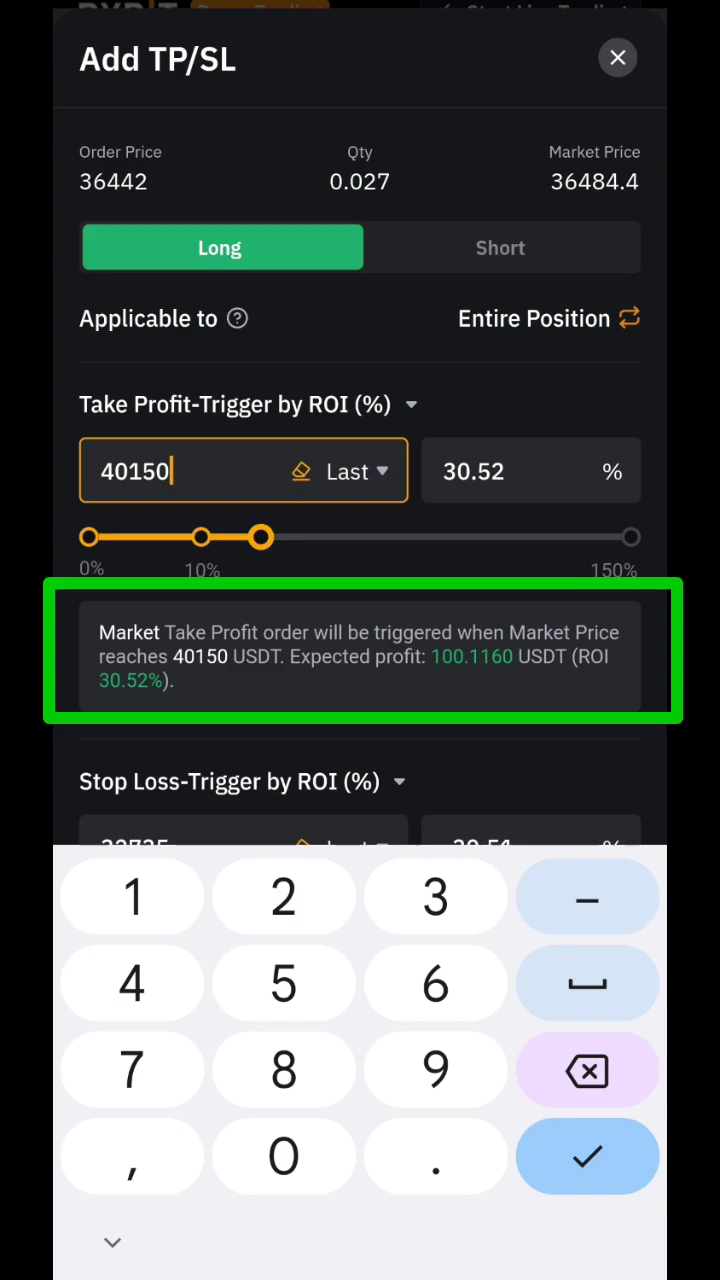 Add TP/SL
Order Price Qty Market Price
36442 0.027 36484.4
Long Short
Applicable to Entire Position
Take Profit-Trigger by ROI (%)
40150 Last 30.52 %
0% 10% 150%
Market Take Profit order will be triggered when Market Price
reaches 40150 USDT. Expected profit: 100.1160 USDT (ROI
30.52%).
Stop Loss-Trigger by ROI (%)
1 2 3 –
4 5 6
7 8 9
, 0 .